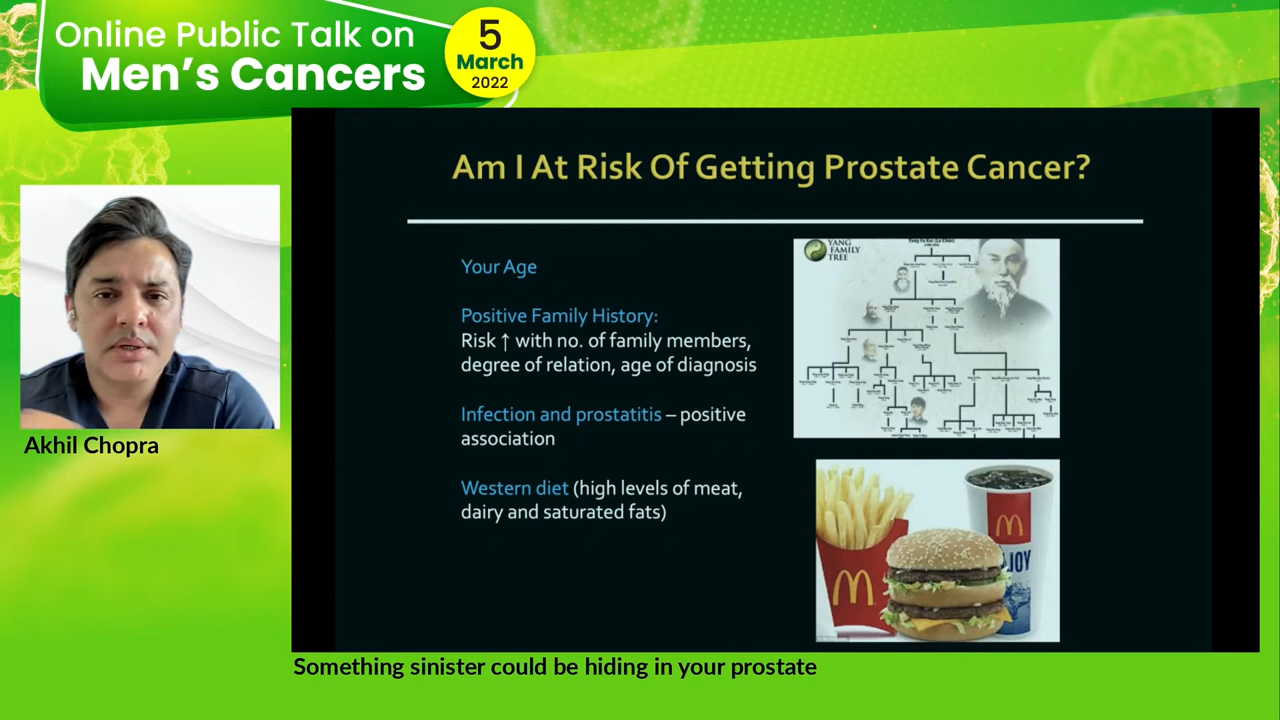 Online Public Talk on
Men's Cancers
5
March
2022
Am I At Risk Of Getting Prostate Cancer?
Your Age
Positive Family History:
Risk ↑ with no. of family members,
degree of relation, age of diagnosis
Infection and prostatitis – positive
association
Western diet (high levels of meat,
dairy and saturated fats)
YANG
FAMILY
TREE
JOY
Akhil Chopra
Something sinister could be hiding in your prostate